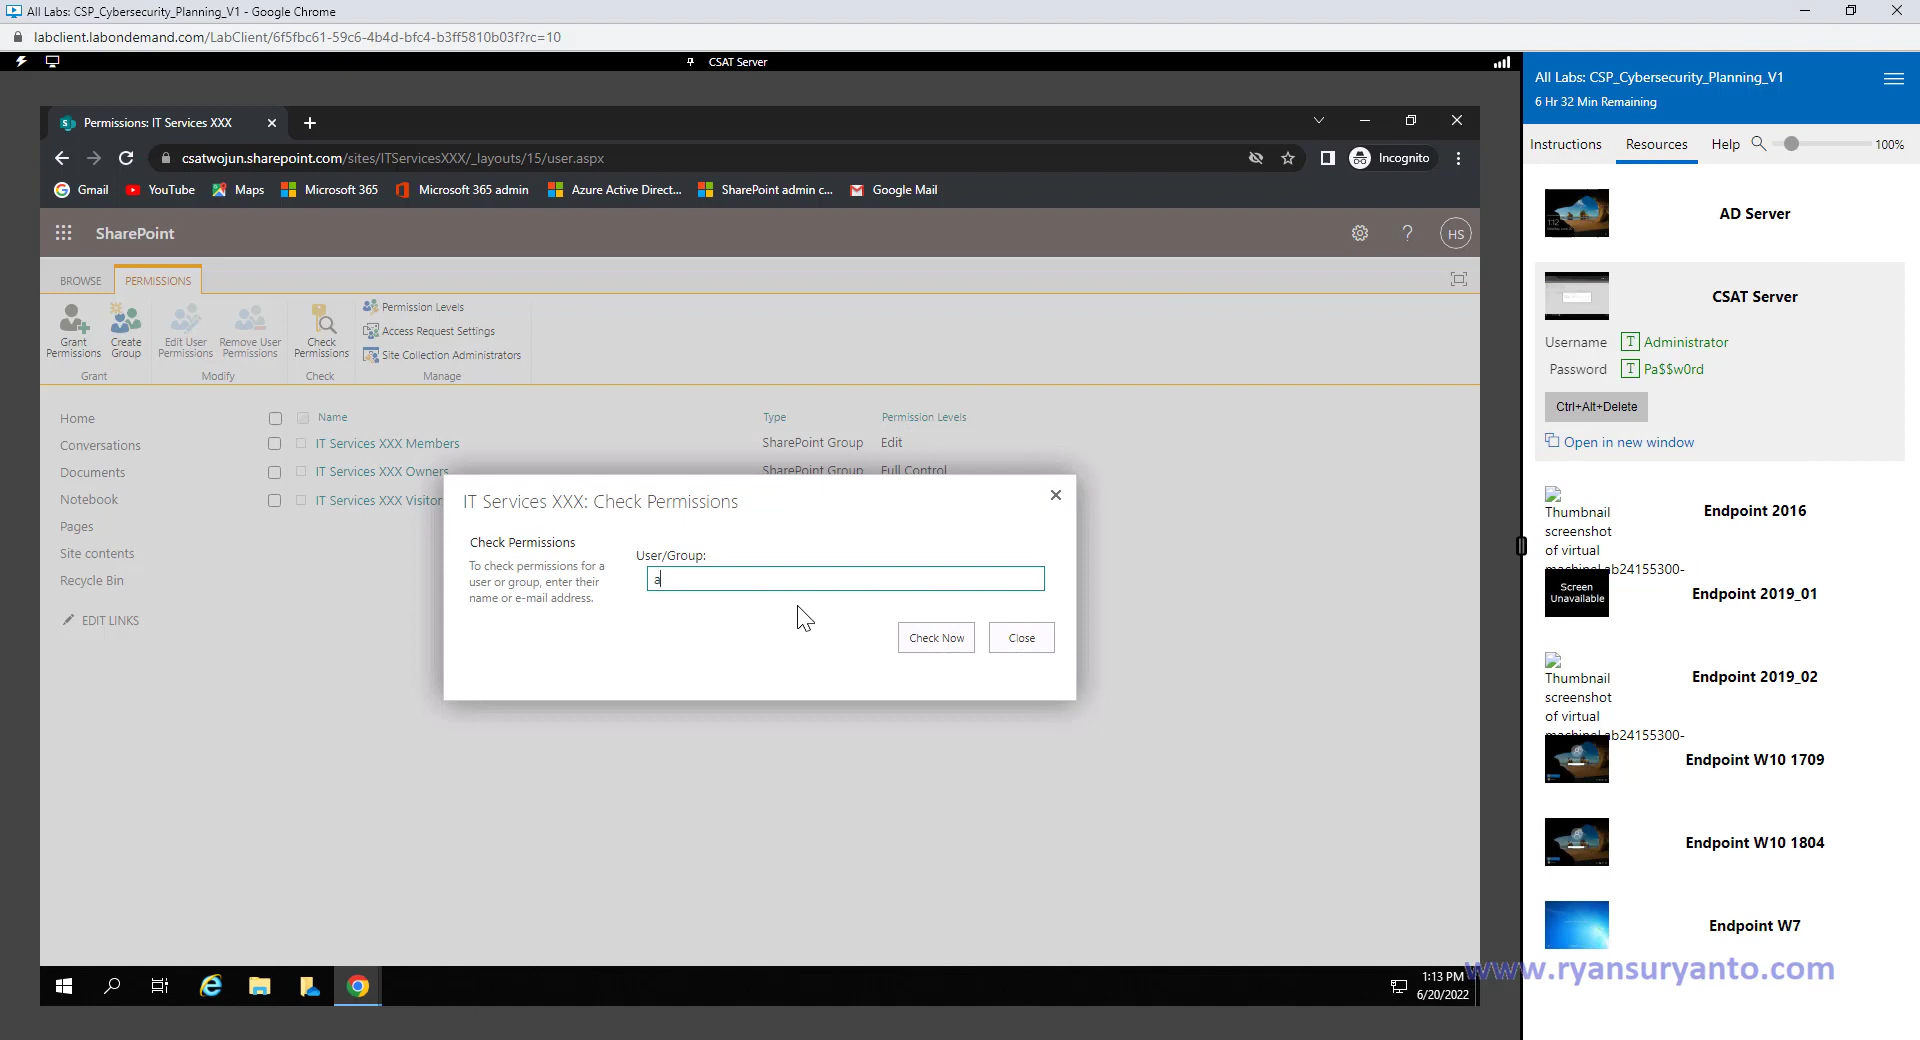 All Labs: CSP_Cybersecurity_Planning_V1 - Google Chrome
labclient.labondemand.com/LabClient/6f5fbc61-59c6-4b4d-bfc4-b3ff5810b03f?rc=10
CSAT Server
Permissions: IT Services XXX
csatwojun.sharepoint.com/sites/ITServicesXXX/_layouts/15/user.aspx
Incognito
Gmail YouTube Maps Microsoft 365 Microsoft 365 admin Azure Active Direct... SharePoint admin c... Google Mail
SharePoint
HS
BROWSE PERMISSIONS
Grant Permissions
Create Group
Edit User Permissions
Remove User Permissions
Check Permissions
Permission Levels
Access Request Settings
Site Collection Administrators
Grant Modify Check Manage
Home
Conversations
Documents
Notebook
Pages
Site contents
Recycle Bin
EDIT LINKS
Name Type Permission Levels
IT Services XXX Members SharePoint Group Edit
IT Services XXX Owners SharePoint Group Full Control
IT Services XXX Visitor
IT Services XXX: Check Permissions
Check Permissions
To check permissions for a
user or group, enter their
name or e-mail address.
User/Group:
a
Check Now Close
1:13 PM
6/20/2022
All Labs: CSP_Cybersecurity_Planning_V1
6 Hr 32 Min Remaining
Instructions Resources Help 100%
AD Server
CSAT Server
Username T Administrator
Password T Pa$$w0rd
Ctrl+Alt+Delete
Open in new window
Thumbnail
screenshot
of virtual
Endpoint 2016
Screen
Unavailable
Endpoint 2019_01
Thumbnail
screenshot
of virtual
Endpoint 2019_02
Endpoint W10 1709
Endpoint W10 1804
Endpoint W7
www.ryansuryanto.com